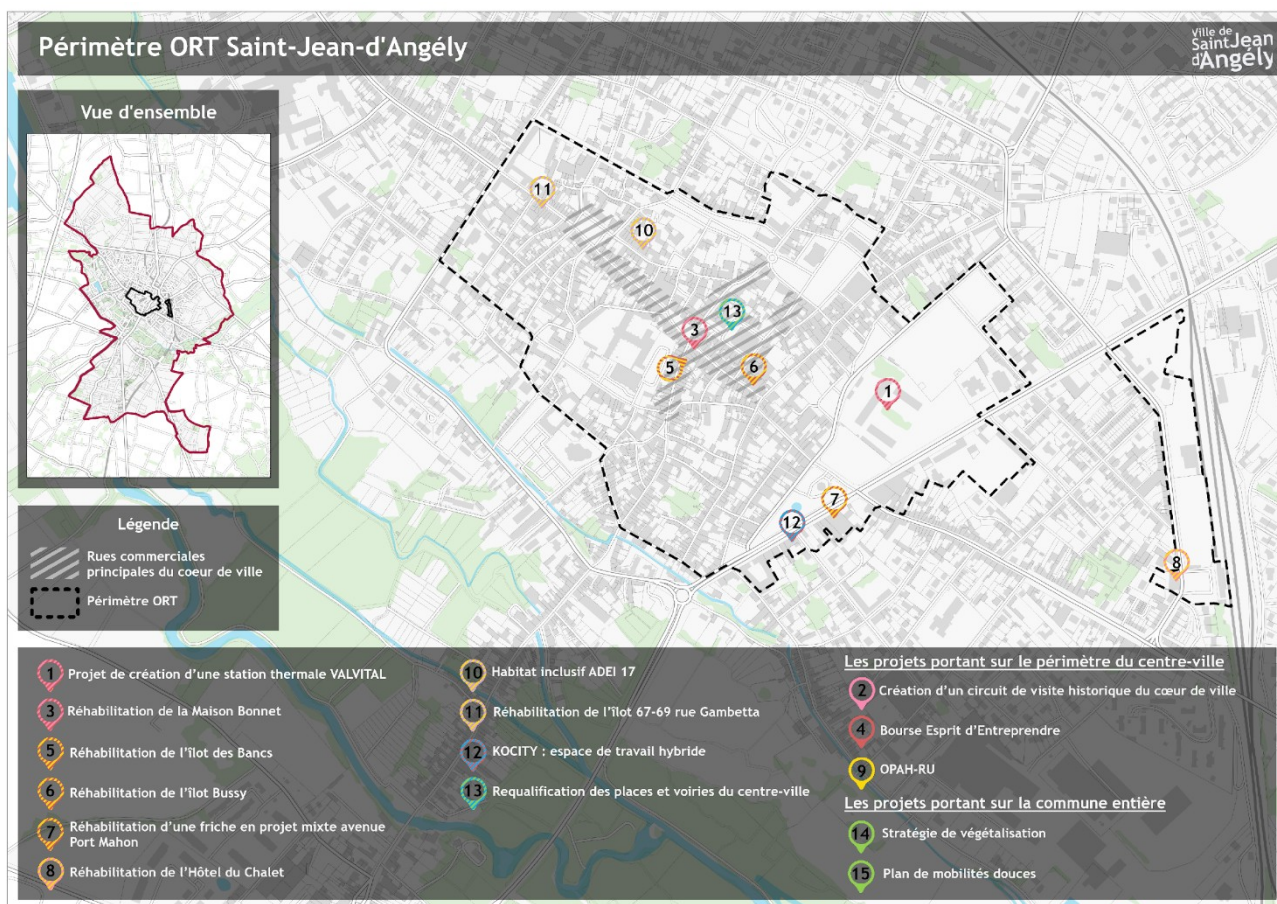 Périmètre ORT Saint-Jean-d'Angély
Ville de
Saint Jean
d'Angély
Vue d'ensemble
11
10
13
3
5
6
1
7
12
8
Légende
Rues commerciales
principales du coeur de ville
Périmètre ORT
1 Projet de création d'une station thermale VALVITAL
3 Réhabilitation de la Maison Bonnet
5 Réhabilitation de l'îlot des Bancs
6 Réhabilitation de l'îlot Bussy
7 Réhabilitation d'une friche en projet mixte avenue
Port Mahon
8 Réhabilitation de l'Hôtel du Chalet
10 Habitat inclusif ADEI 17
11 Réhabilitation de l'îlot 67-69 rue Gambetta
12 KOCITY : espace de travail hybride
13 Requalification des places et voiries du centre-ville
Les projets portant sur le périmètre du centre-ville
2 Création d'un circuit de visite historique du cœur de ville
4 Bourse Esprit d'Entreprendre
9 OPAH-RU
Les projets portant sur la commune entière
14 Stratégie de végétalisation
15 Plan de mobilités douces